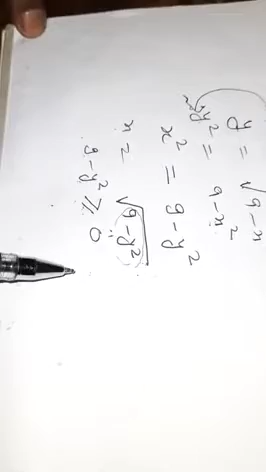 y = √9-x
y² = 9-x²
x² = 9-y²
x = √9-y²
9-y² ≥ 0